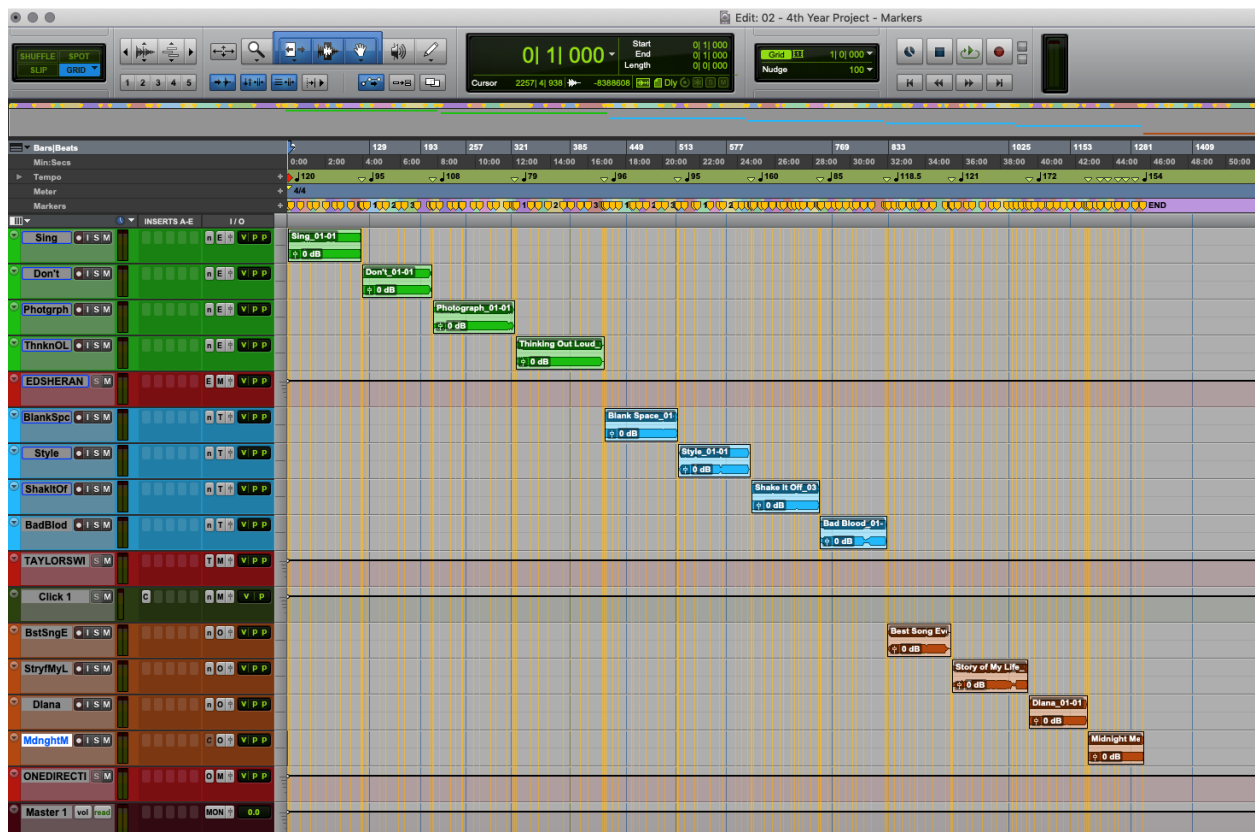 Edit: 02 - 4th Year Project - Markers
SHUFFLE SPOT
SLIP GRID
1 2 3 4 5
0| 1| 000
Start 0| 1| 000
End 0| 1| 000
Length 0| 0| 000
Cursor 2257| 4| 938 -8388608 Dly S M
Grid 1| 0| 000
Nudge 100
Bars|Beats 129 193 257 321 385 449 513 577 769 833 1025 1153 1281 1409
Min:Secs 0:00 2:00 4:00 6:00 8:00 10:00 12:00 14:00 16:00 18:00 20:00 22:00 24:00 26:00 28:00 30:00 32:00 34:00 36:00 38:00 40:00 42:00 44:00 46:00 48:00 50:00
Tempo 120 95 108 79 96 95 160 85 118.5 121 172 154
Meter 4/4
Markers END
INSERTS A-E I / O
Sing I S M n E V P P Sing_01-01
0 dB
Don't I S M n E V P P Don't_01-01
0 dB
Photgrph I S M n E V P P Photograph_01-01
0 dB
ThnknOL I S M n E V P P Thinking Out Loud_
0 dB
EDSHERAN S M E M V P P
BlankSpc I S M n T V P P Blank Space_01
0 dB
Style I S M n T V P P Style_01-01
0 dB
ShakItOf I S M n T V P P Shake It Off_03
0 dB
BadBlod I S M n T V P P Bad Blood_01-
0 dB
TAYLORSWI S M T M V P P
Click 1 S M C n M V P
BstSngE I S M n O V P P Best Song Eve
0 dB
StryfMyL I S M n O V P P Story of My Life_
0 dB
DIana I S M n O V P P DIana_01-01
0 dB
MdnghtM I S M C O V P P Midnight Me
0 dB
ONEDIRECTI S M O M V P P
Master 1 vol read MON 0.0